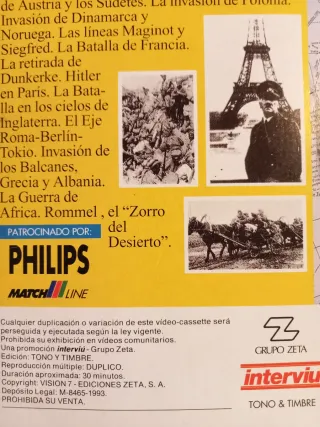 de Austria y los Sudetes. La invasión de Polonia.
Invasión de Dinamarca y
Noruega. Las líneas Maginot y
Siegfred. La Batalla de Francia.
La retirada de
Dunkerke. Hitler
en París. La Bata-
lla en los cielos de
Inglaterra. El Eje
Roma-Berlín-
Tokio. Invasión de
los Balcanes,
Grecia y Albania.
La Guerra de
Africa. Rommel , el “Zorro
del
Desierto”.
PATROCINADO POR:
PHILIPS
MATCH LINE
Cualquier duplicación o variación de este vídeo-cassette será
perseguida y ejecutada según la ley vigente.
Prohibida su exhibición en vídeos comunitarios.
Una promoción interviú - Grupo Zeta.
Edición: TONO Y TIMBRE.
Reproducción múltiple: DUPLICO.
Duración aproximada: 30 minutos.
Copyright: VISION 7 - EDICIONES ZETA, S. A.
Depósito Legal: M-8465-1993.
PROHIBIDA SU VENTA.
GRUPO ZETA
interviu
TONO & TIMBRE